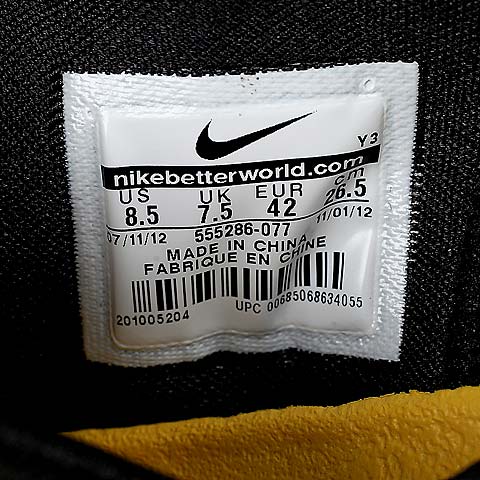 Y3
nikebetterworld.com
US UK EUR cm
8.5 7.5 42 26.5
07/11/12 555286-077 11/01/12
MADE IN CHINA
FABRIQUE EN CHINE
201005204 UPC 00685068634055